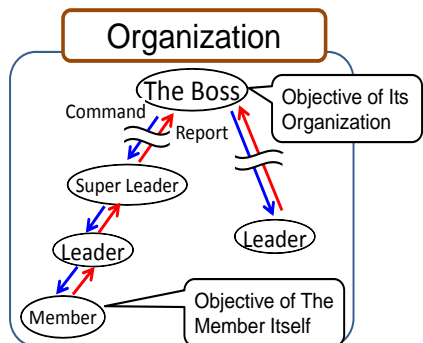 Organization
The Boss
Objective of Its
Organization
Command
Report
Super Leader
Leader
Leader
Member
Objective of The
Member Itself